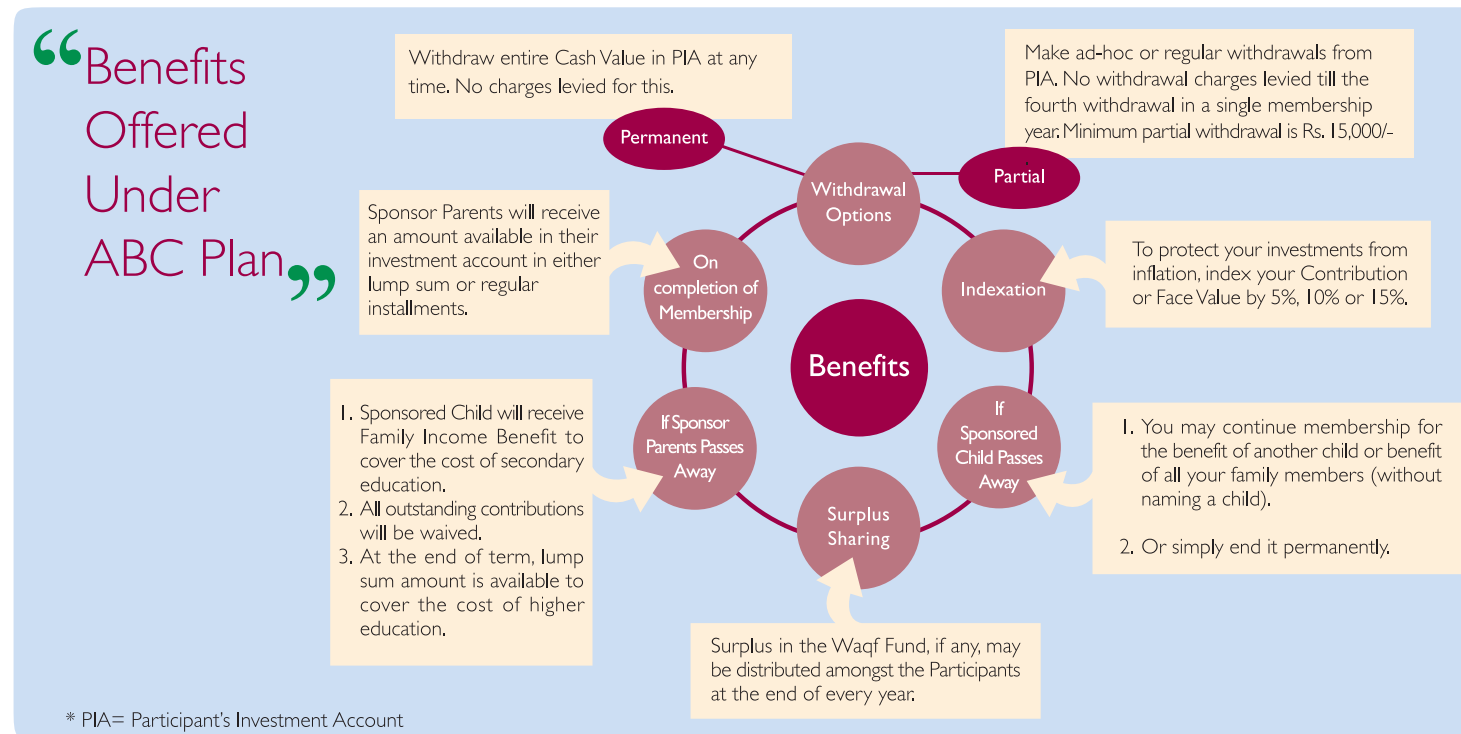 “Benefits
Offered
Under
ABC Plan”
Withdraw entire Cash Value in PIA at any
time. No charges levied for this.
Permanent
Make ad-hoc or regular withdrawals from
PIA. No withdrawal charges levied till the
fourth withdrawal in a single membership
year. Minimum partial withdrawal is Rs. 15,000/-
Partial
Withdrawal
Options
Sponsor Parents will receive
an amount available in their
investment account in either
lump sum or regular
installments.
On
completion of
Membership
Indexation
To protect your investments from
inflation, index your Contribution
or Face Value by 5%, 10% or 15%.
Benefits
1. Sponsored Child will receive
Family Income Benefit to
cover the cost of secondary
education.
2. All outstanding contributions
will be waived.
3. At the end of term, lump
sum amount is available to
cover the cost of higher
education.
If Sponsor
Parents Passes
Away
If
Sponsored
Child Passes
Away
1. You may continue membership for
the benefit of another child or benefit
of all your family members (without
naming a child).
2. Or simply end it permanently.
Surplus
Sharing
Surplus in the Waqf Fund, if any, may
be distributed amongst the Participants
at the end of every year.
* PIA= Participant's Investment Account